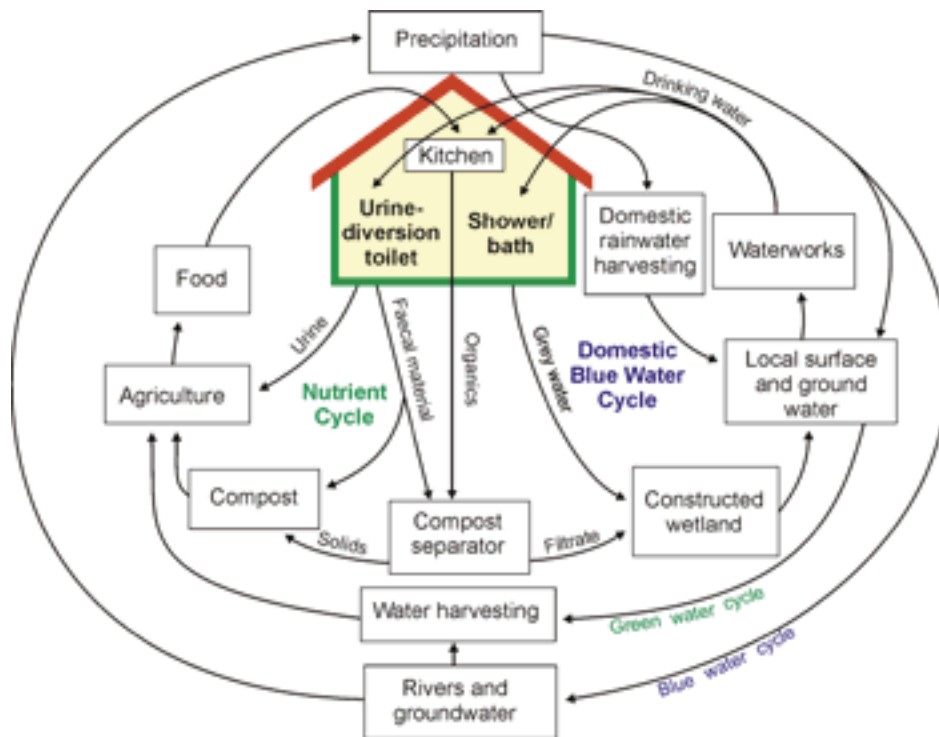 Precipitation
Drinking water
Kitchen
Urine-
diversion
toilet
Shower/
bath
Domestic
rainwater
harvesting
Waterworks
Food
Urine
Faecal material
Organics
Grey water
Domestic
Blue Water
Cycle
Local surface
and ground
water
Agriculture
Nutrient
Cycle
Compost
Compost
separator
Constructed
wetland
Solids
Filtrate
Water harvesting
Green water cycle
Blue water cycle
Rivers and
groundwater